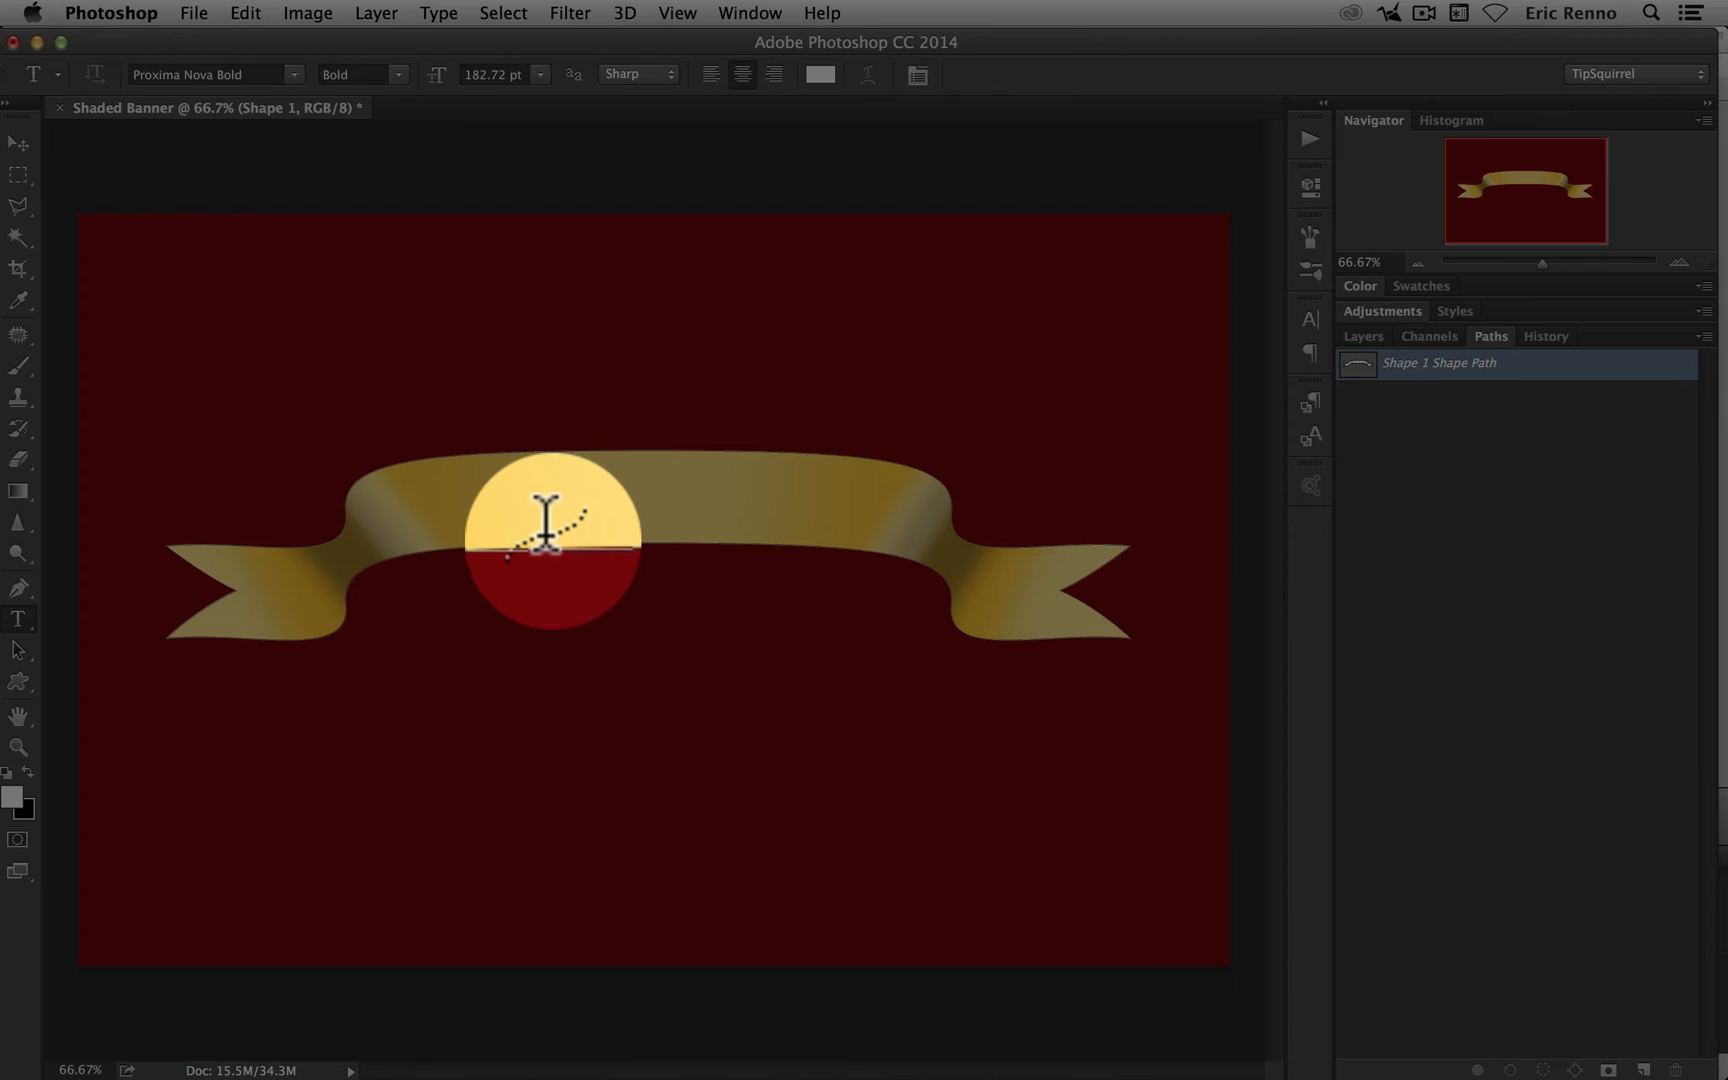 Photoshop File Edit Image Layer Type Select Filter 3D View Window Help Eric Renno
Adobe Photoshop CC 2014
T T Proxima Nova Bold Bold TT 182.72 pt aa Sharp TipSquirrel
× Shaded Banner @ 66.7% (Shape 1, RGB/8) *
Navigator Histogram
66.67%
Color Swatches
Adjustments Styles
Layers Channels Paths History
Shape 1 Shape Path
A
T
A
66.67% Doc: 15.5M/34.3M